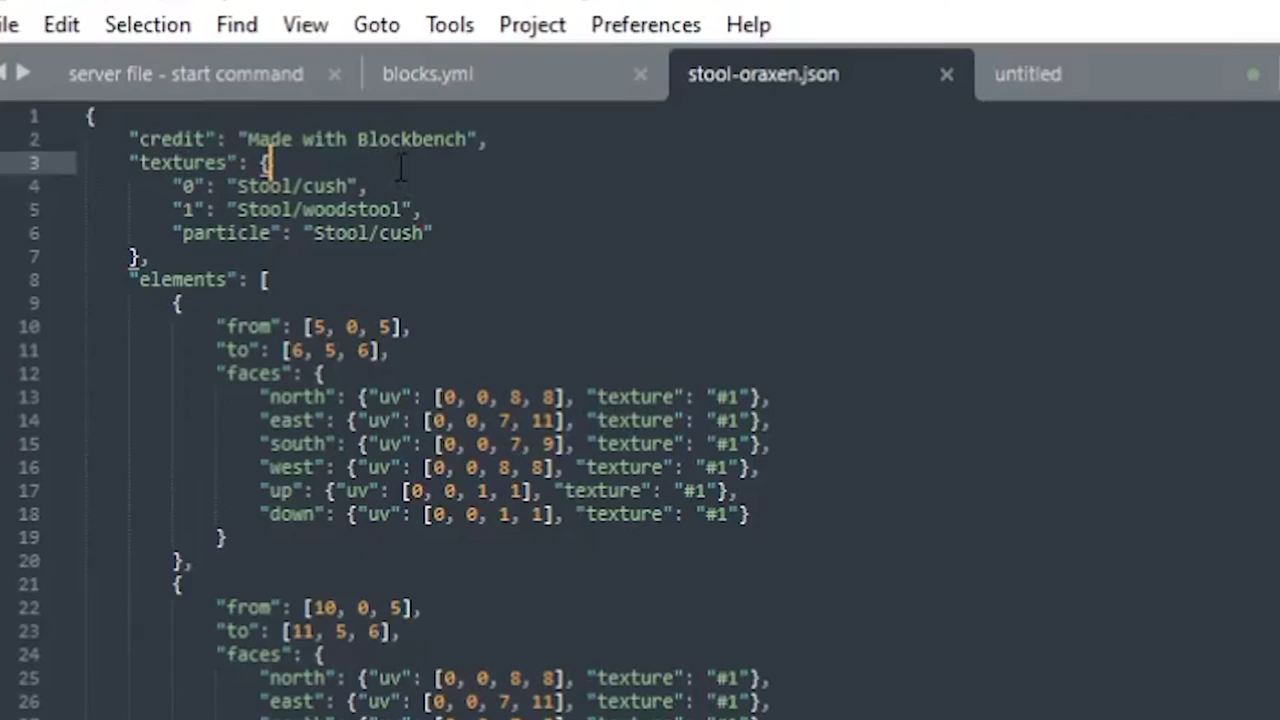 Edit Selection Find View Goto Tools Project Preferences Help
server file - start command × blocks.yml × stool-oraxen.json × untitled
1 {
2 "credit": "Made with Blockbench",
3 "textures": {
4 "0": "Stool/cush",
5 "1": "Stool/woodstool",
6 "particle": "Stool/cush"
7 },
8 "elements": [
9 {
10 "from": [5, 0, 5],
11 "to": [6, 5, 6],
12 "faces": {
13 "north": {"uv": [0, 0, 8, 8], "texture": "#1"},
14 "east": {"uv": [0, 0, 7, 11], "texture": "#1"},
15 "south": {"uv": [0, 0, 7, 9], "texture": "#1"},
16 "west": {"uv": [0, 0, 8, 8], "texture": "#1"},
17 "up": {"uv": [0, 0, 1, 1], "texture": "#1"},
18 "down": {"uv": [0, 0, 1, 1], "texture": "#1"}
19 }
20 },
21 {
22 "from": [10, 0, 5],
23 "to": [11, 5, 6],
24 "faces": {
25 "north": {"uv": [0, 0, 8, 8], "texture": "#1"},
26 "east": {"uv": [0, 0, 7, 11], "texture": "#1"},